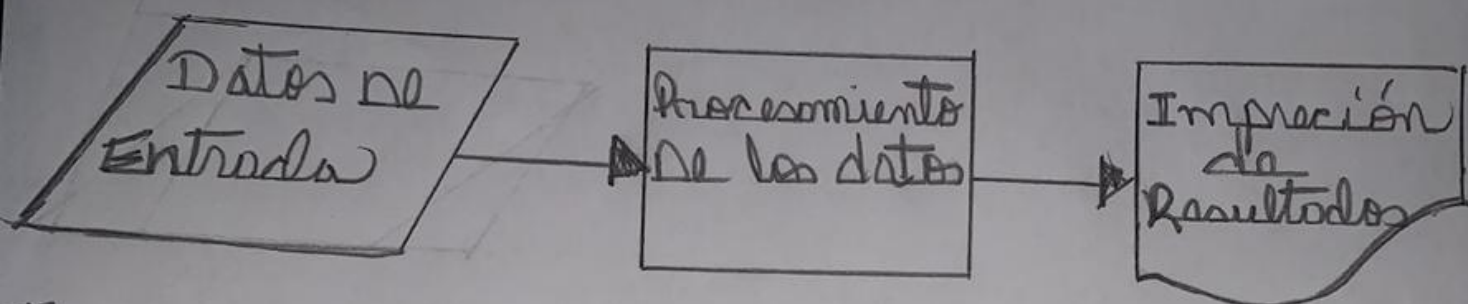 Datos De
Entrada
Procesamiento
De los datos
Impreción
de
Resultados